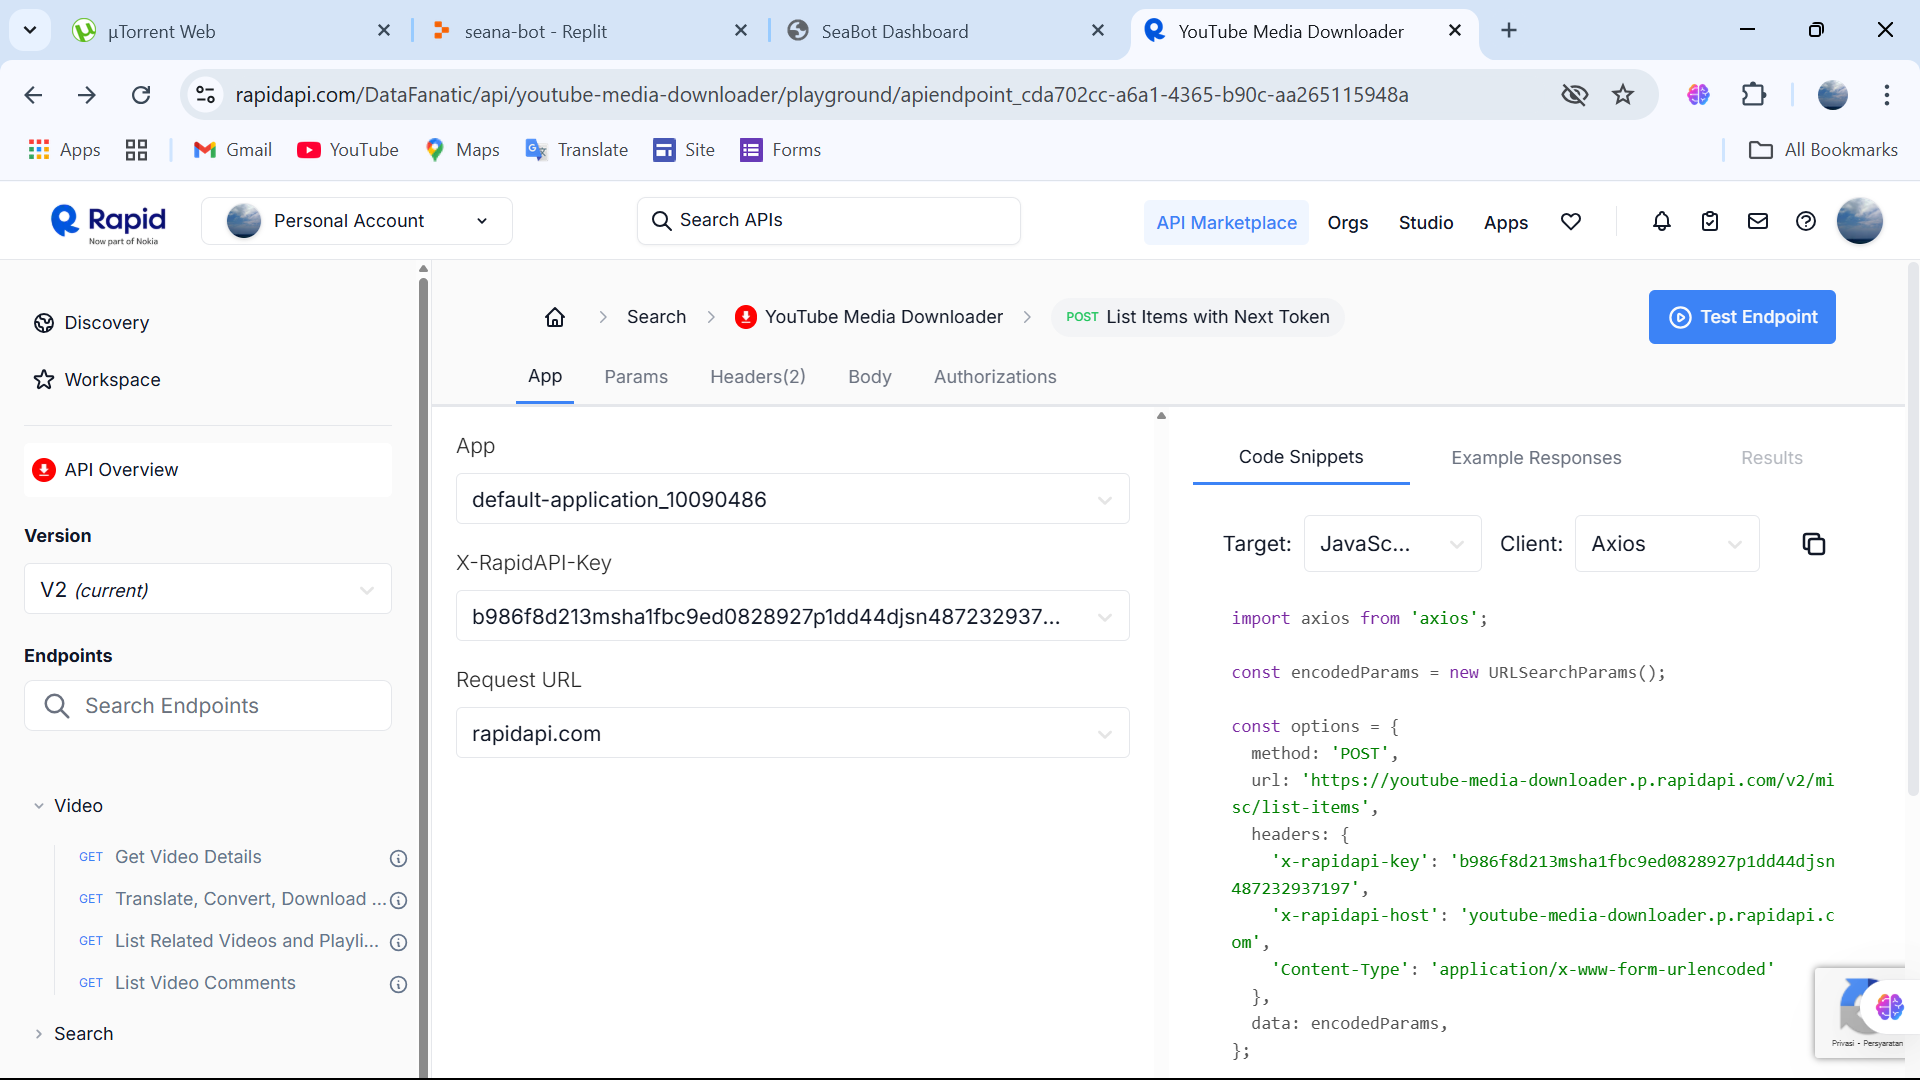 µTorrent Web
seana-bot - Replit
SeaBot Dashboard
YouTube Media Downloader
rapidapi.com/DataFanatic/api/youtube-media-downloader/playground/apiendpoint_cda702cc-a6a1-4365-b90c-aa265115948a
Apps
Gmail
YouTube
Maps
Translate
Site
Forms
All Bookmarks
Rapid
Now part of Nokia
Personal Account
Search APIs
API Marketplace
Orgs
Studio
Apps
Discovery
Workspace
API Overview
Version
V2 (current)
Endpoints
Search Endpoints
Video
GET Get Video Details
GET Translate, Convert, Download ...
GET List Related Videos and Playli...
GET List Video Comments
Search
Search
YouTube Media Downloader
POST List Items with Next Token
Test Endpoint
App
Params
Headers(2)
Body
Authorizations
App
default-application_10090486
X-RapidAPI-Key
b986f8d213msha1fbc9ed0828927p1dd44djsn487232937...
Request URL
rapidapi.com
Code Snippets
Example Responses
Results
Target:
JavaSc...
Client:
Axios
import axios from 'axios';
const encodedParams = new URLSearchParams();
const options = {
method: 'POST',
url: 'https://youtube-media-downloader.p.rapidapi.com/v2/mi
sc/list-items',
headers: {
'x-rapidapi-key': 'b986f8d213msha1fbc9ed0828927p1dd44djsn
487232937197',
'x-rapidapi-host': 'youtube-media-downloader.p.rapidapi.c
om',
'Content-Type': 'application/x-www-form-urlencoded'
},
data: encodedParams,
};
Privasi - Persyaratan